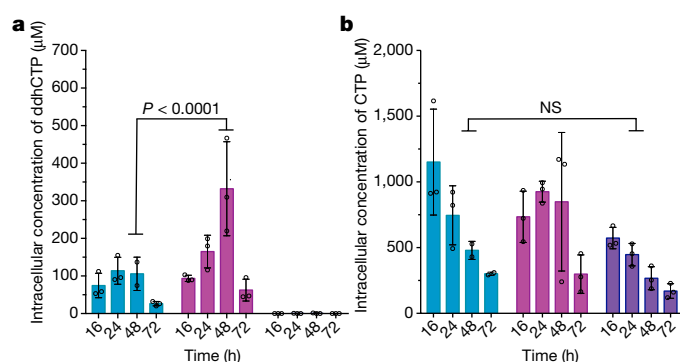 a
Intracellular concentration of ddhCTP (μM)
700
600
500
400
300
200
100
0
P < 0.0001
16 24 48 72 16 24 48 72 16 24 48 72
Time (h)
b
Intracellular concentration of CTP (μM)
2,000
1,500
1,000
500
0
NS
16 24 48 72 16 24 48 72 16 24 48 72
Time (h)